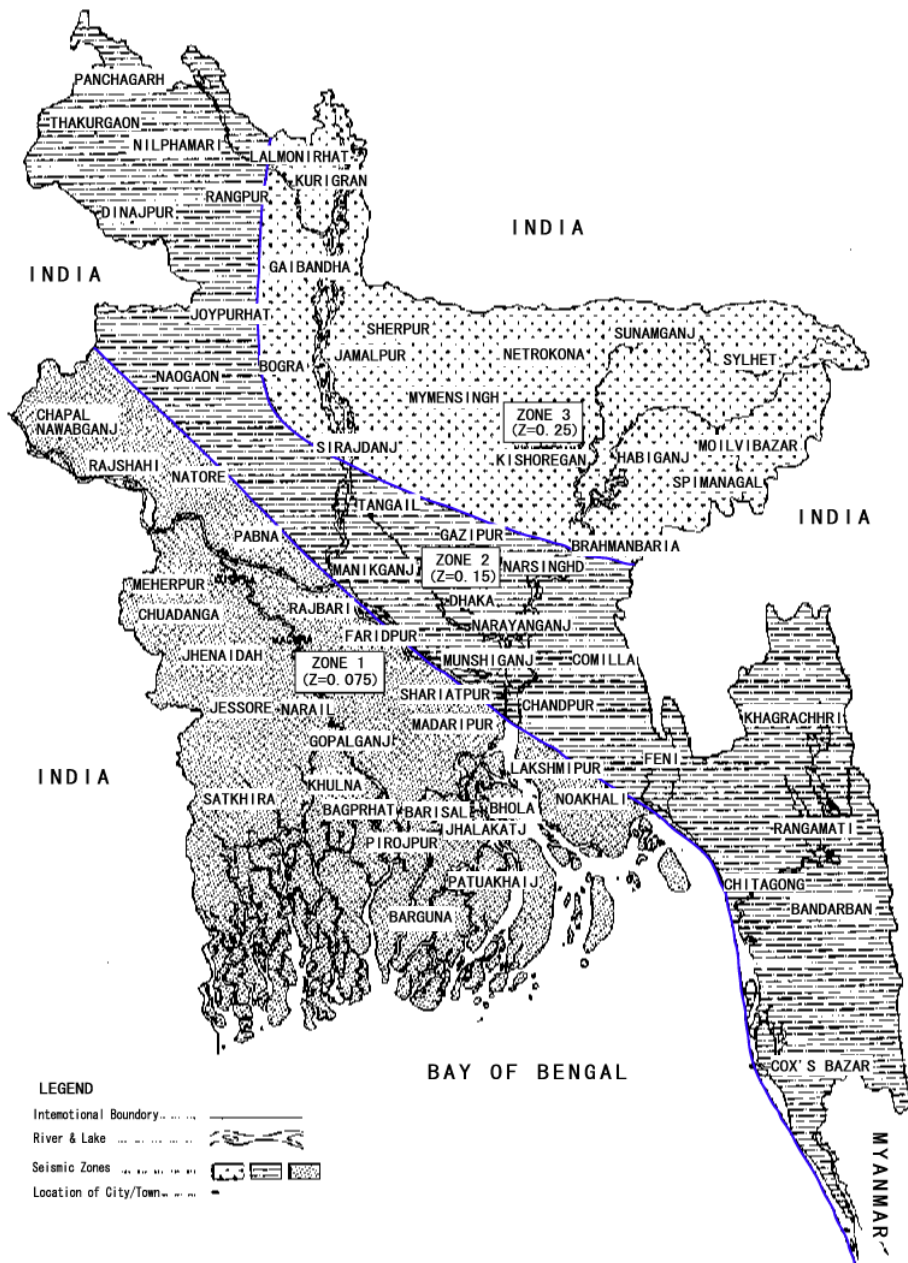 PANCHAGARH
THAKURGAON
NILPHAMARI
LALMONIRHAT
KURIGRAN
RANGPUR
DINAJPUR
INDIA
INDIA
GAIBANDHA
JOYPURHAT
SHERPUR
SUNAMGANJ
JAMALPUR
NETROKONA
SYLHET
BOGRA
NAOGAON
MYMENSINGH
CHAPAL
NAWABGANJ
ZONE 3
(Z=0.25)
SIRAJDANJ
MOILVIBAZAR
KISHOREGAN
HABIGANJ
RAJSHAHI
NATORE
SPIMANAGAL
TANGAIL
INDIA
GAZIPUR
PABNA
BRAHMANBARIA
ZONE 2
(Z=0.15)
MANIKGANJ
NARSINGHD
MEHERPUR
DHAKA
CHUADANGA
RAJBARI
NARAYANGANJ
FARIDPUR
JHENAIDAH
ZONE 1
(Z=0.075)
MUNSHIGANJ
COMILLA
SHARIATPUR
JESSORE
NARAIL
CHANDPUR
MADARIPUR
KHAGRACHHRI
GOPALGANJ
FENI
INDIA
LAKSHMIPUR
KHULNA
SATKHIRA
NOAKHALI
BAGPRHAT
BARISAL
BHOLA
JHALAKATJ
RANGAMATI
PIROJPUR
PATUAKHAIJ
CHITAGONG
BARGUNA
BANDARBAN
COX'S BAZAR
BAY OF BENGAL
MYANMAR
LEGEND
Intemotional Boundary
River & Lake
Seismic Zones
Location of City/Town